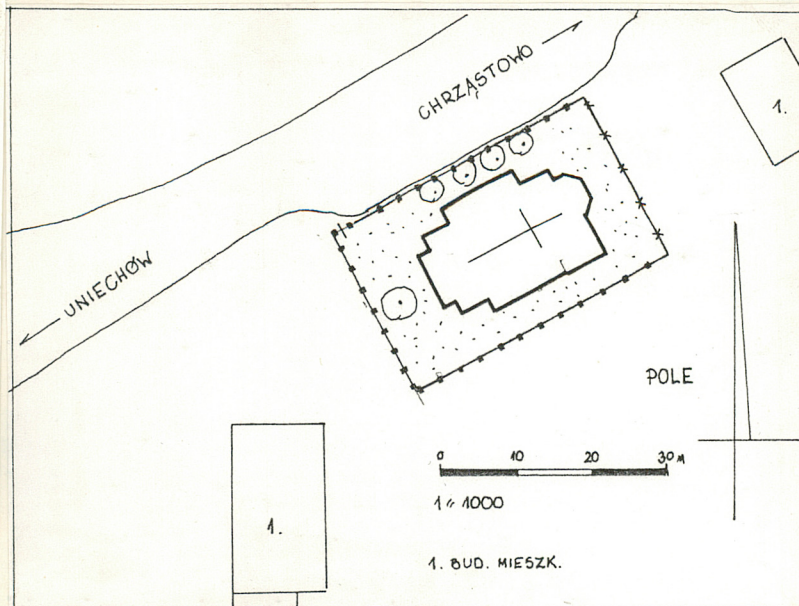 CHRZĄSTOWO
1.
UNIECHÓW
POLE
0 10 20 30 M
1 : 1000
1.
1. BUD. MIESZK.